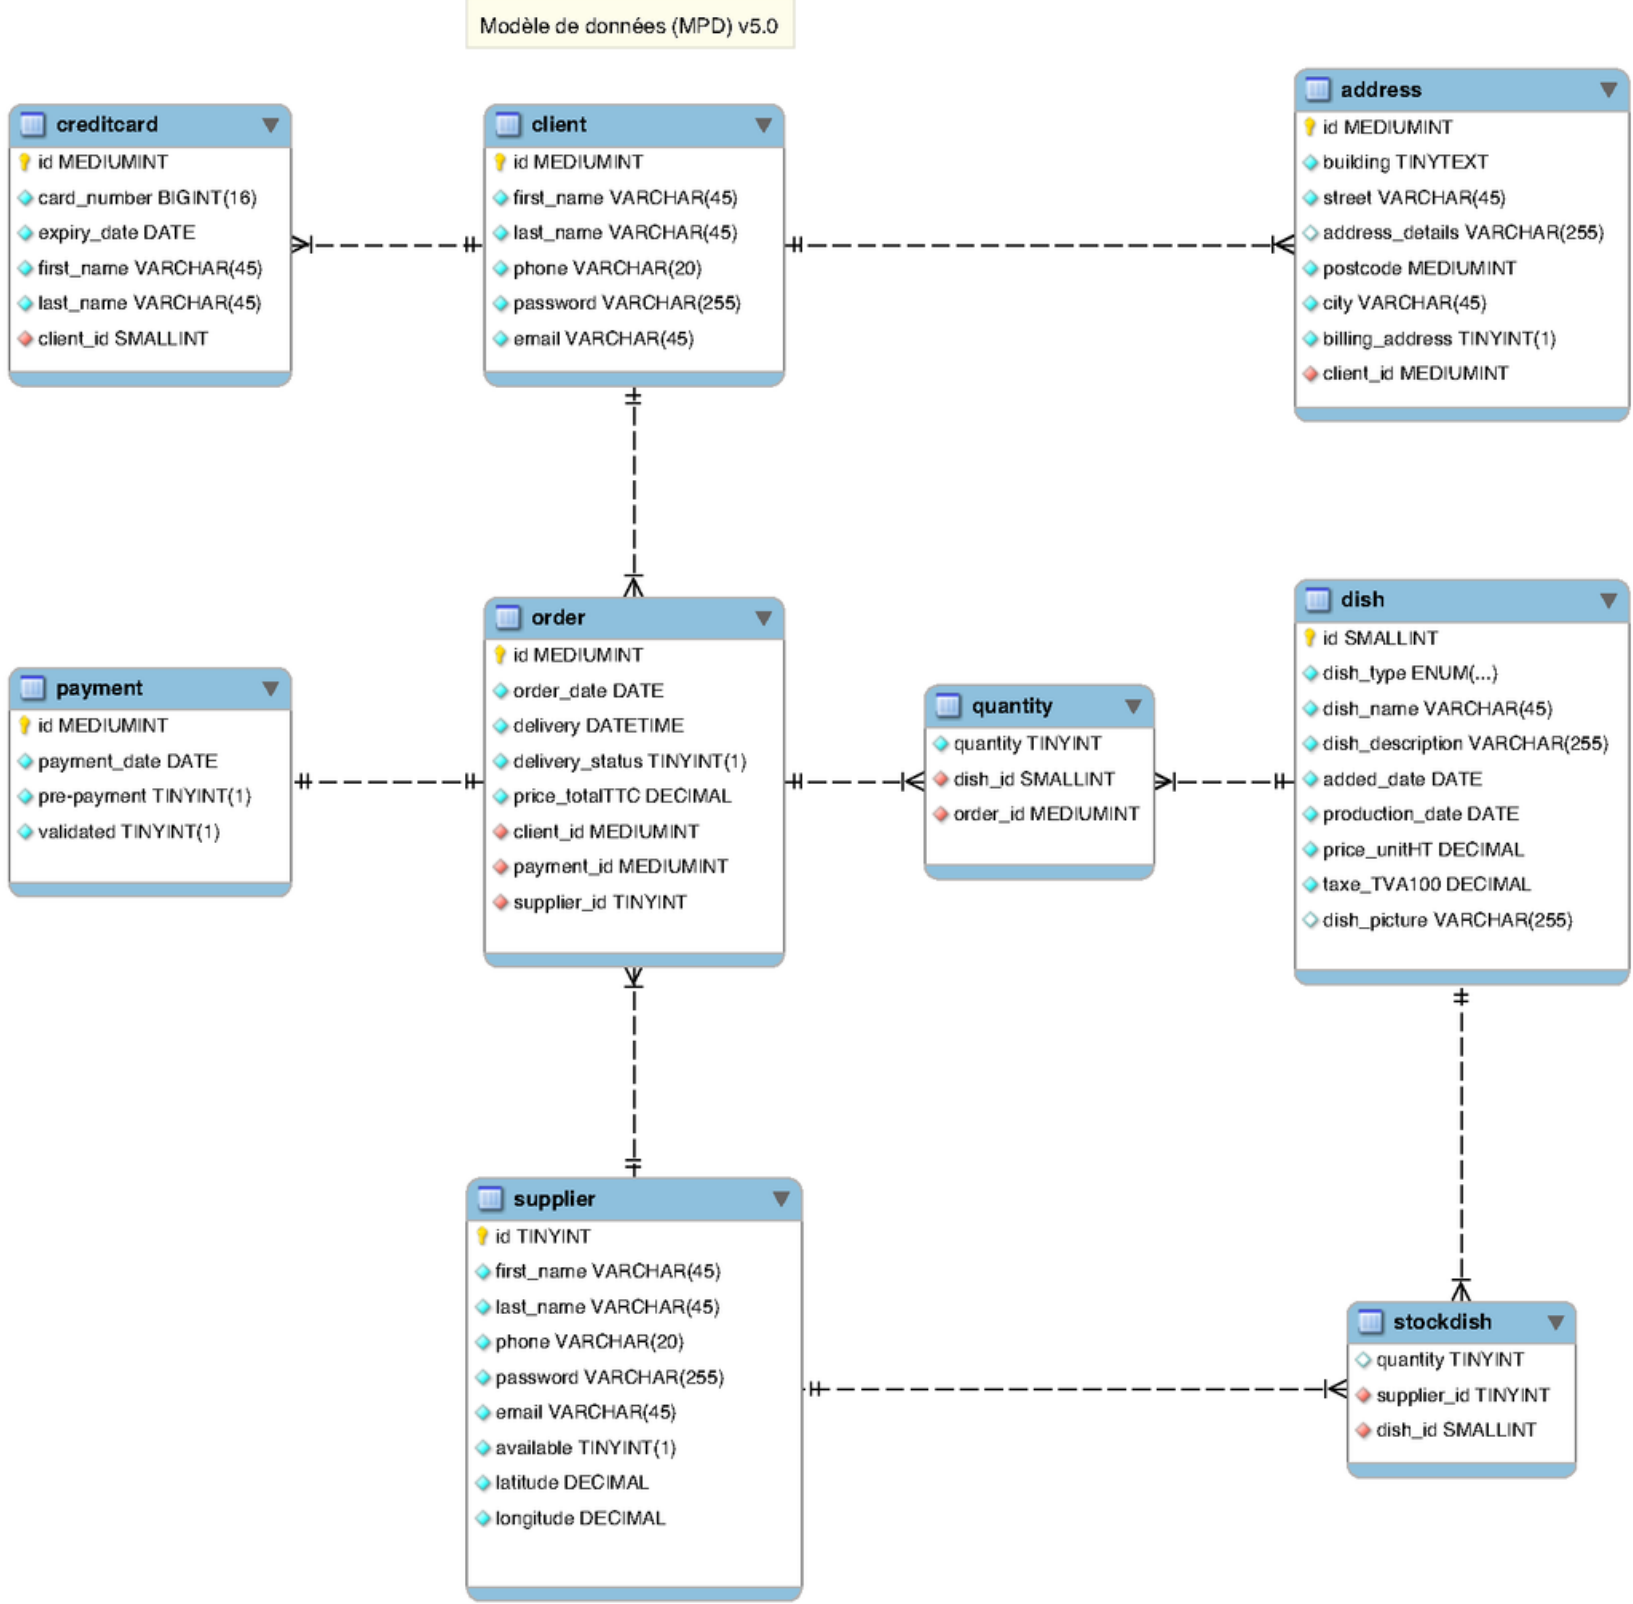 Modèle de données (MPD) v5.0
creditcard
id MEDIUMINT
card_number BIGINT(16)
expiry_date DATE
first_name VARCHAR(45)
last_name VARCHAR(45)
client_id SMALLINT
client
id MEDIUMINT
first_name VARCHAR(45)
last_name VARCHAR(45)
phone VARCHAR(20)
password VARCHAR(255)
email VARCHAR(45)
address
id MEDIUMINT
building TINYTEXT
street VARCHAR(45)
address_details VARCHAR(255)
postcode MEDIUMINT
city VARCHAR(45)
billing_address TINYINT(1)
client_id MEDIUMINT
payment
id MEDIUMINT
payment_date DATE
pre-payment TINYINT(1)
validated TINYINT(1)
order
id MEDIUMINT
order_date DATE
delivery DATETIME
delivery_status TINYINT(1)
price_totalTTC DECIMAL
client_id MEDIUMINT
payment_id MEDIUMINT
supplier_id TINYINT
quantity
quantity TINYINT
dish_id SMALLINT
order_id MEDIUMINT
dish
id SMALLINT
dish_type ENUM(...)
dish_name VARCHAR(45)
dish_description VARCHAR(255)
added_date DATE
production_date DATE
price_unitHT DECIMAL
taxe_TVA100 DECIMAL
dish_picture VARCHAR(255)
supplier
id TINYINT
first_name VARCHAR(45)
last_name VARCHAR(45)
phone VARCHAR(20)
password VARCHAR(255)
email VARCHAR(45)
available TINYINT(1)
latitude DECIMAL
longitude DECIMAL
stockdish
quantity TINYINT
supplier_id TINYINT
dish_id SMALLINT